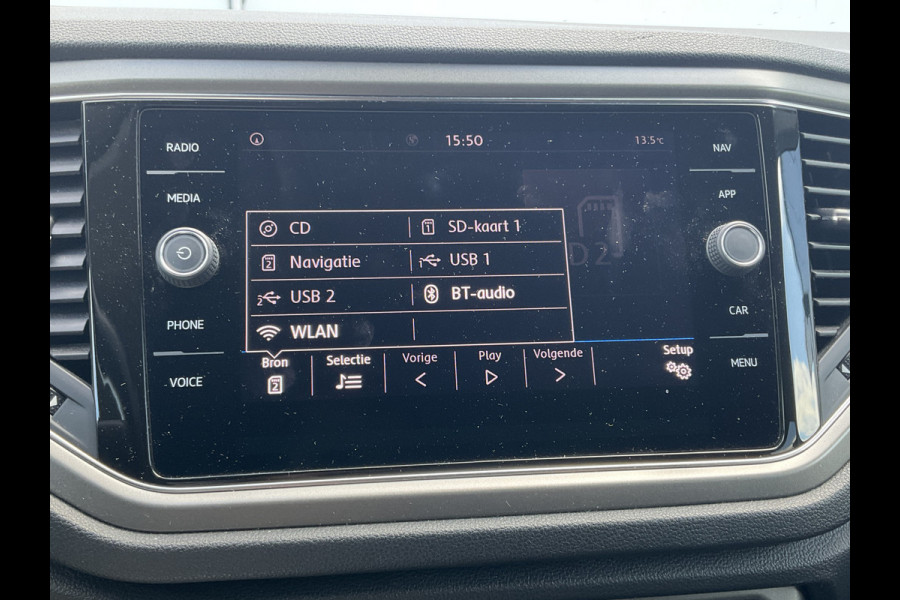 RADIO
15:50
13.5°C
NAV
MEDIA
APP
CD
SD-kaart 1
Navigatie
USB 1
USB 2
BT-audio
WLAN
PHONE
CAR
VOICE
MENU
Bron
Selectie
Vorige
Play
Volgende
Setup